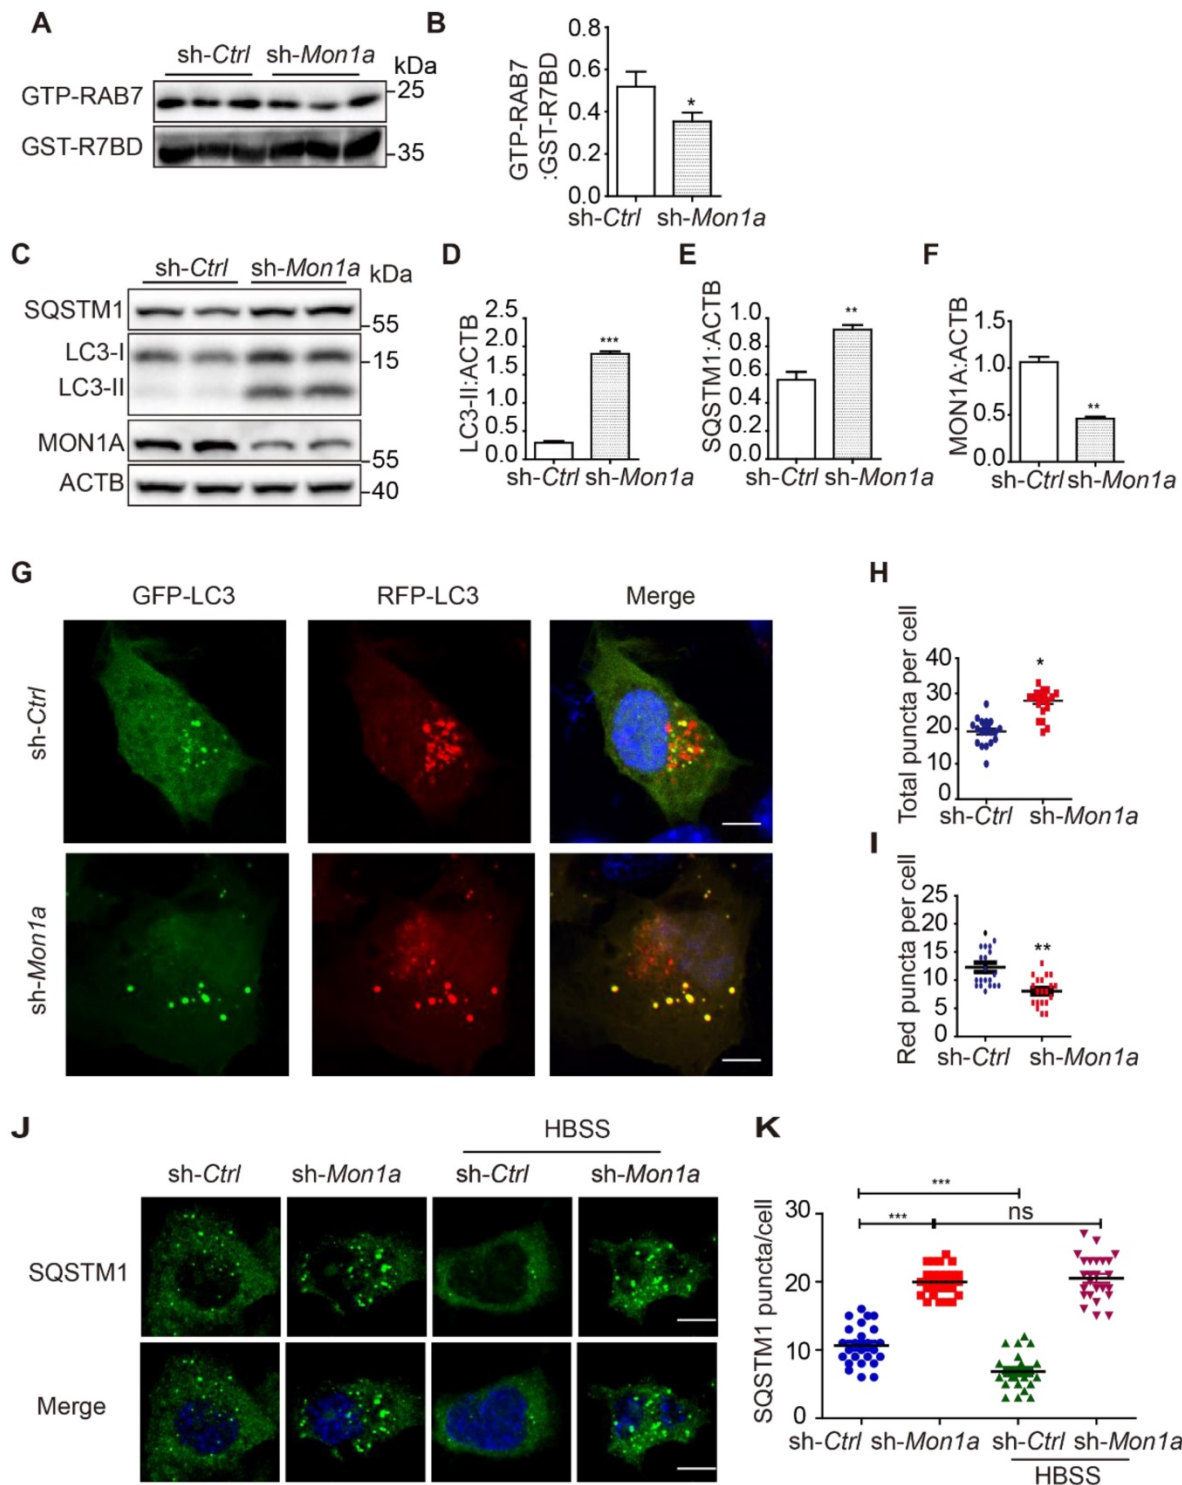 A
sh-Ctrl sh-Mon1a
kDa
GTP-RAB7
25
GST-R7BD
35
B
GTP-RAB7
:GST-R7BD
0.8
0.6
0.4
0.2
0.0
*
sh-Ctrl sh-Mon1a
C
sh-Ctrl sh-Mon1a kDa
SQSTM1
55
LC3-I
15
LC3-II
MON1A
55
ACTB
40
D
LC3-II:ACTB
2.5
2.0
1.5
1.0
0.5
0.0
***
sh-Ctrl sh-Mon1a
E
SQSTM1:ACTB
1.0
0.8
0.6
0.4
0.2
0.0
**
sh-Ctrl sh-Mon1a
F
MON1A:ACTB
1.5
1.0
0.5
0.0
**
sh-Ctrl sh-Mon1a
G
GFP-LC3 RFP-LC3 Merge
sh-Ctrl
sh-Mon1a
H
Total puncta per cell
40
30
20
10
0
*
sh-Ctrl sh-Mon1a
I
Red puncta per cell
25
20
15
10
5
0
**
sh-Ctrl sh-Mon1a
J
HBSS
sh-Ctrl sh-Mon1a sh-Ctrl sh-Mon1a
SQSTM1
Merge
K
SQSTM1 puncta/cell
30
20
10
0
***
*** ns
sh-Ctrl sh-Mon1a sh-Ctrl sh-Mon1a
HBSS